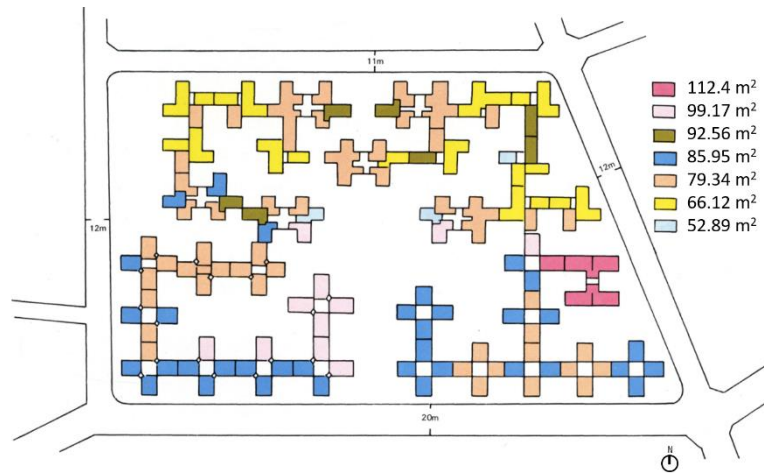 11m
112.4 m²
99.17 m²
92.56 m²
85.95 m²
79.34 m²
66.12 m²
52.89 m²
12m
12m
20m
N